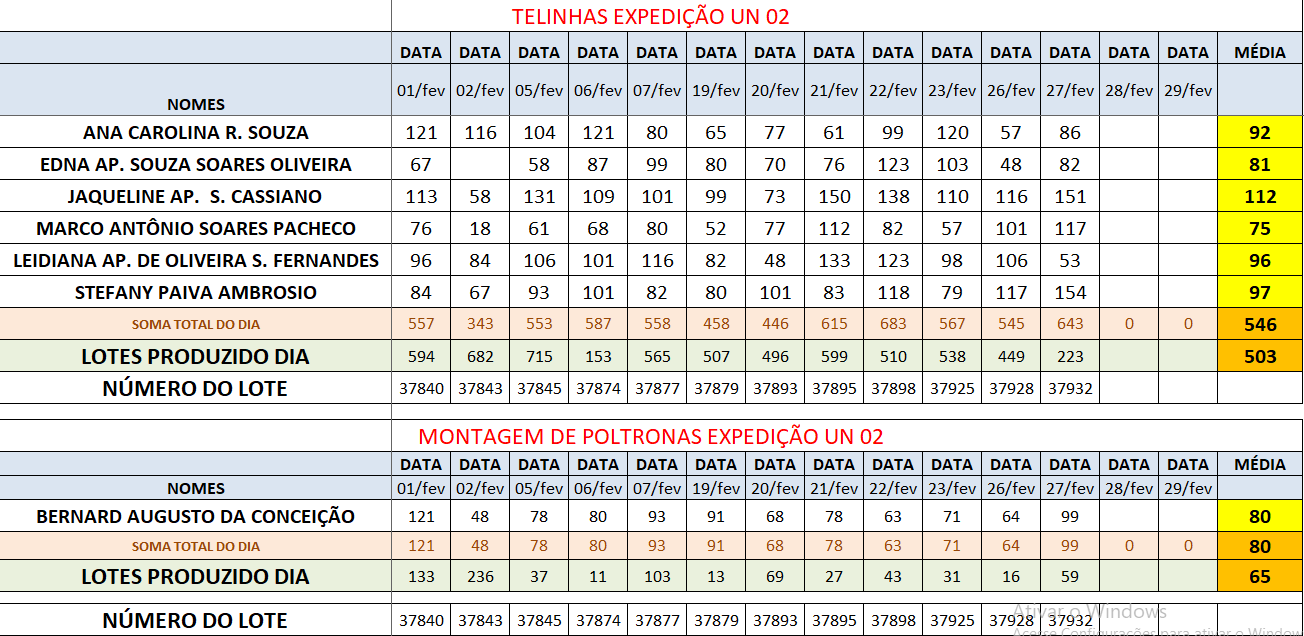 TELINHAS EXPEDIÇÃO UN 02
DATA DATA DATA DATA DATA DATA DATA DATA DATA DATA DATA DATA DATA DATA MÉDIA
NOMES 01/fev 02/fev 05/fev 06/fev 07/fev 19/fev 20/fev 21/fev 22/fev 23/fev 26/fev 27/fev 28/fev 29/fev
ANA CAROLINA R. SOUZA 121 116 104 121 80 65 77 61 99 120 57 86 92
EDNA AP. SOUZA SOARES OLIVEIRA 67 58 87 99 80 70 76 123 103 48 82 81
JAQUELINE AP. S. CASSIANO 113 58 131 109 101 99 73 150 138 110 116 151 112
MARCO ANTÔNIO SOARES PACHECO 76 18 61 68 80 52 77 112 82 57 101 117 75
LEIDIANA AP. DE OLIVEIRA S. FERNANDES 96 84 106 101 116 82 48 133 123 98 106 53 96
STEFANY PAIVA AMBROSIO 84 67 93 101 82 80 101 83 118 79 117 154 97
SOMA TOTAL DO DIA 557 343 553 587 558 458 446 615 683 567 545 643 0 0 546
LOTES PRODUZIDO DIA 594 682 715 153 565 507 496 599 510 538 449 223 503
NÚMERO DO LOTE 37840 37843 37845 37874 37877 37879 37893 37895 37898 37925 37928 37932
MONTAGEM DE POLTRONAS EXPEDIÇÃO UN 02
DATA DATA DATA DATA DATA DATA DATA DATA DATA DATA DATA DATA DATA DATA MÉDIA
NOMES 01/fev 02/fev 05/fev 06/fev 07/fev 19/fev 20/fev 21/fev 22/fev 23/fev 26/fev 27/fev 28/fev 29/fev
BERNARD AUGUSTO DA CONCEIÇÃO 121 48 78 80 93 91 68 78 63 71 64 99 80
SOMA TOTAL DO DIA 121 48 78 80 93 91 68 78 63 71 64 99 0 0 80
LOTES PRODUZIDO DIA 133 236 37 11 103 13 69 27 43 31 16 59 65
NÚMERO DO LOTE 37840 37843 37845 37874 37877 37879 37893 37895 37898 37925 37928 37932
Ativar o Windows
Acesse Configurações para ativar o Windows